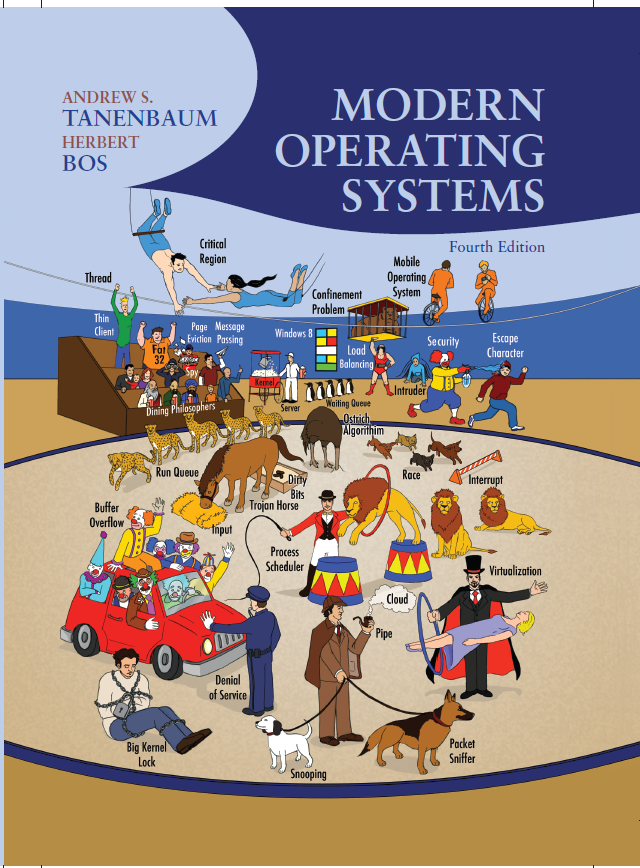 ANDREW S.
TANENBAUM
HERBERT
BOS
MODERN
OPERATING
SYSTEMS
Fourth Edition
Critical
Region
Mobile
Operating
System
Thread
Confinement
Problem
Thin
Client
Page
Eviction
Message
Passing
Windows 8
Load
Balancing
Security
Escape
Character
Fat
32
Spy
Kernel
Server
Waiting Queue
Intruder
Dining Philosophers
Ostrich
Algorithim
Run Queue
Dirty
Bits
Trojan Horse
Race
Interrupt
Buffer
Overflow
Input
Process
Scheduler
Virtualization
Cloud
Pipe
Denial
of Service
Big Kernel
Lock
Snooping
Packet
Sniffer